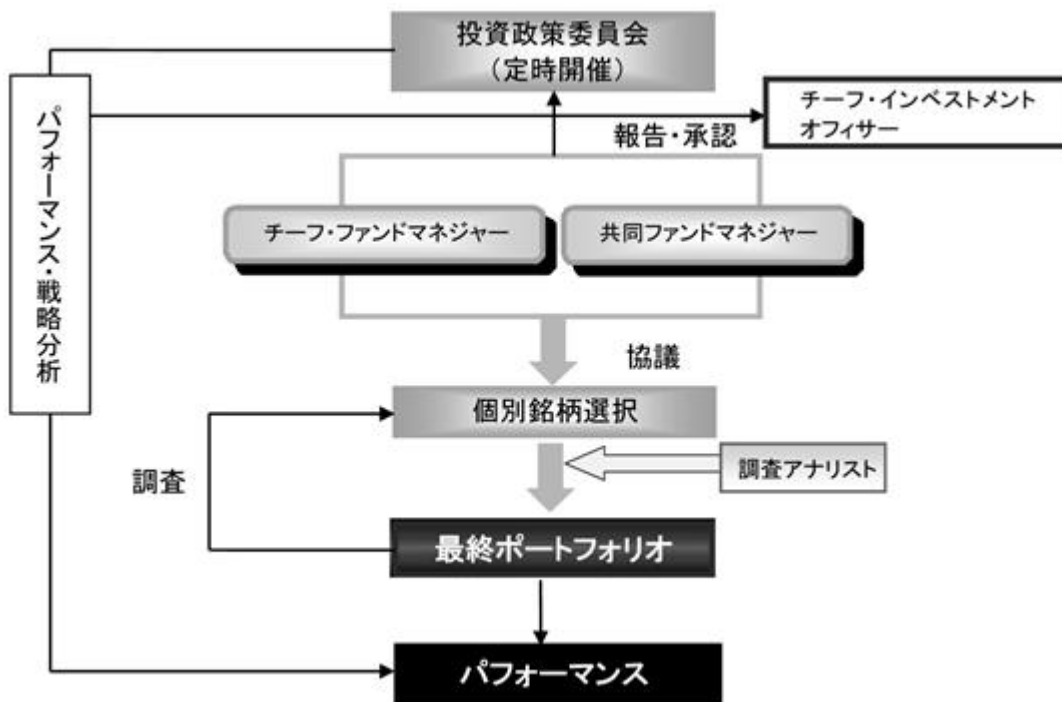 投資政策委員会
（定時開催）
チーフ・インベストメント
オフィサー
報告・承認
パフォーマンス・戦略分析
チーフ・ファンドマネジャー
共同ファンドマネジャー
協議
個別銘柄選択
調査アナリスト
調査
最終ポートフォリオ
パフォーマンス